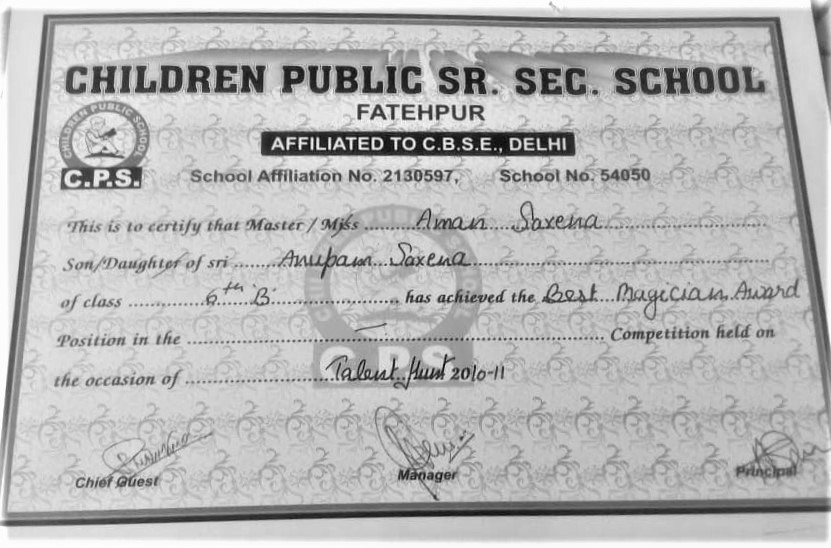 CHILDREN PUBLIC SR. SEC. SCHOOL
FATEHPUR
AFFILIATED TO C.B.S.E., DELHI
CHILDREN PUBLIC SCHOOL
C.P.S.
School Affiliation No. 2130597, School No. 54050
This is to certify that Master / Miss Aman Saxena
Son/Daughter of sri Anupam Saxena
of class 6th B has achieved the Best Magician Award
Position in the — Competition held on
the occasion of Talent Hunt 2010-11
C.P.S
Chief Guest Manager Principal